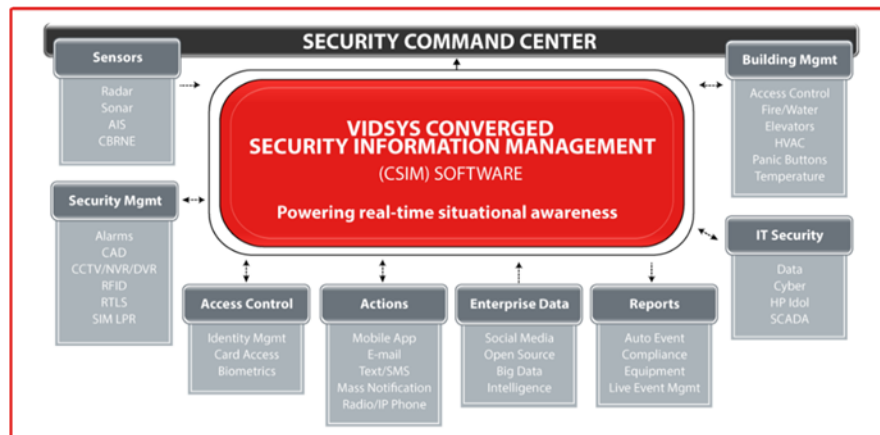 SECURITY COMMAND CENTER
Sensors
Radar
Sonar
AIS
CBRNE
Security Mgmt
Alarms
CAD
CCTV/NVR/DVR
RFID
RTLS
SIM LPR
VIDSYS CONVERGED
SECURITY INFORMATION MANAGEMENT
(CSIM) SOFTWARE
Powering real-time situational awareness
Building Mgmt
Access Control
Fire/Water
Elevators
HVAC
Panic Buttons
Temperature
IT Security
Data
Cyber
HP Idol
SCADA
Access Control
Identity Mgmt
Card Access
Biometrics
Actions
Mobile App
E-mail
Text/SMS
Mass Notification
Radio/IP Phone
Enterprise Data
Social Media
Open Source
Big Data
Intelligence
Reports
Auto Event
Compliance
Equipment
Live Event Mgmt